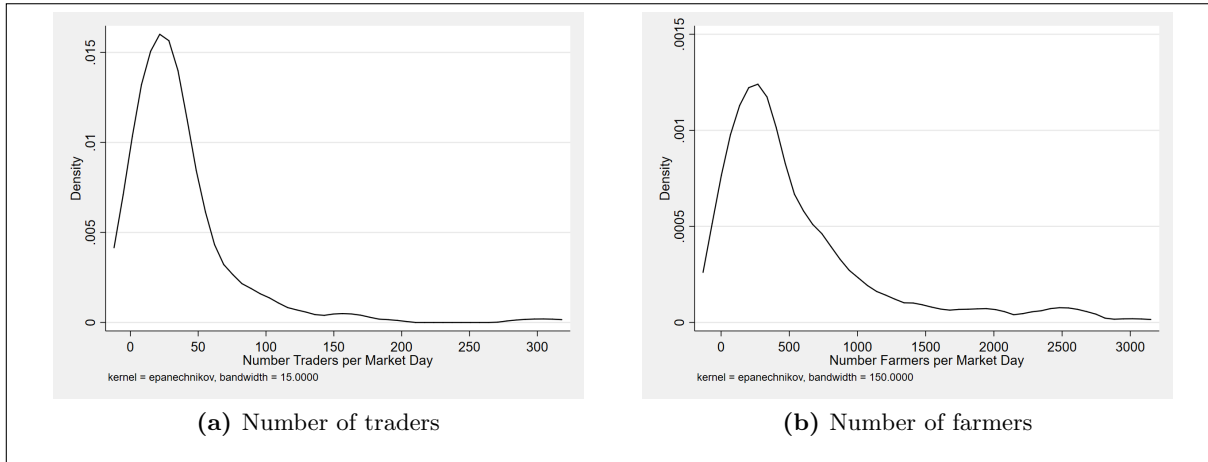 .015
.01
.005
0
Density
0 50 100 150 200 250 300
Number Traders per Market Day
kernel = epanechnikov, bandwidth = 15.0000
(a) Number of traders
.0015
.001
.0005
0
Density
0 500 1000 1500 2000 2500 3000
Number Farmers per Market Day
kernel = epanechnikov, bandwidth = 150.0000
(b) Number of farmers